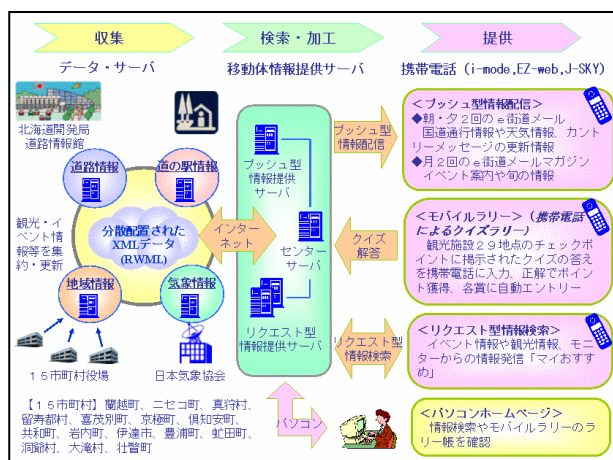 収集
検索・加工
提供
データ・サーバ
移動体情報提供サーバ
携帯電話（i-mode,EZ-web,J-SKY）
北海道開発局
道路情報館
道路情報
道の駅情報
観光・イ
ベント情
報等を集
約・更新
分散配置された
XMLデータ
(RWML)
地域情報
気象情報
15市町村役場
日本気象協会
【15市町村】蘭越町、ニセコ町、真狩村、
留寿都村、喜茂別町、京極町、倶知安町、
共和町、岩内町、伊達市、豊浦町、虻田町、
洞爺村、大滝村、壮瞥町
インター
ネット
プッシュ型
情報提供
サーバ
センター
サーバ
リクエスト型
情報提供サーバ
プッシュ型
情報配信
クイズ
解答
リクエスト型
情報検索
パソコン
＜プッシュ型情報配信＞
◆朝・夕２回のｅ街道メール
国道通行情報や天気情報、カント
リーメッセージの更新情報
◆月２回のｅ街道メールマガジン
イベント案内や旬の情報
＜モバイルラリー＞（携帯電話
によるクイズラリー）
観光施設２９地点のチェックポ
イントに掲示されたクイズの答え
を携帯電話に入力、正解でポイント
獲得、各賞に自動エントリー
＜リクエスト型情報検索＞
イベント情報や観光情報、モニ
ターからの情報発信「マイおすす
め」
＜パソコンホームページ＞
情報検索やモバイルラリーのラ
リー帳を確認